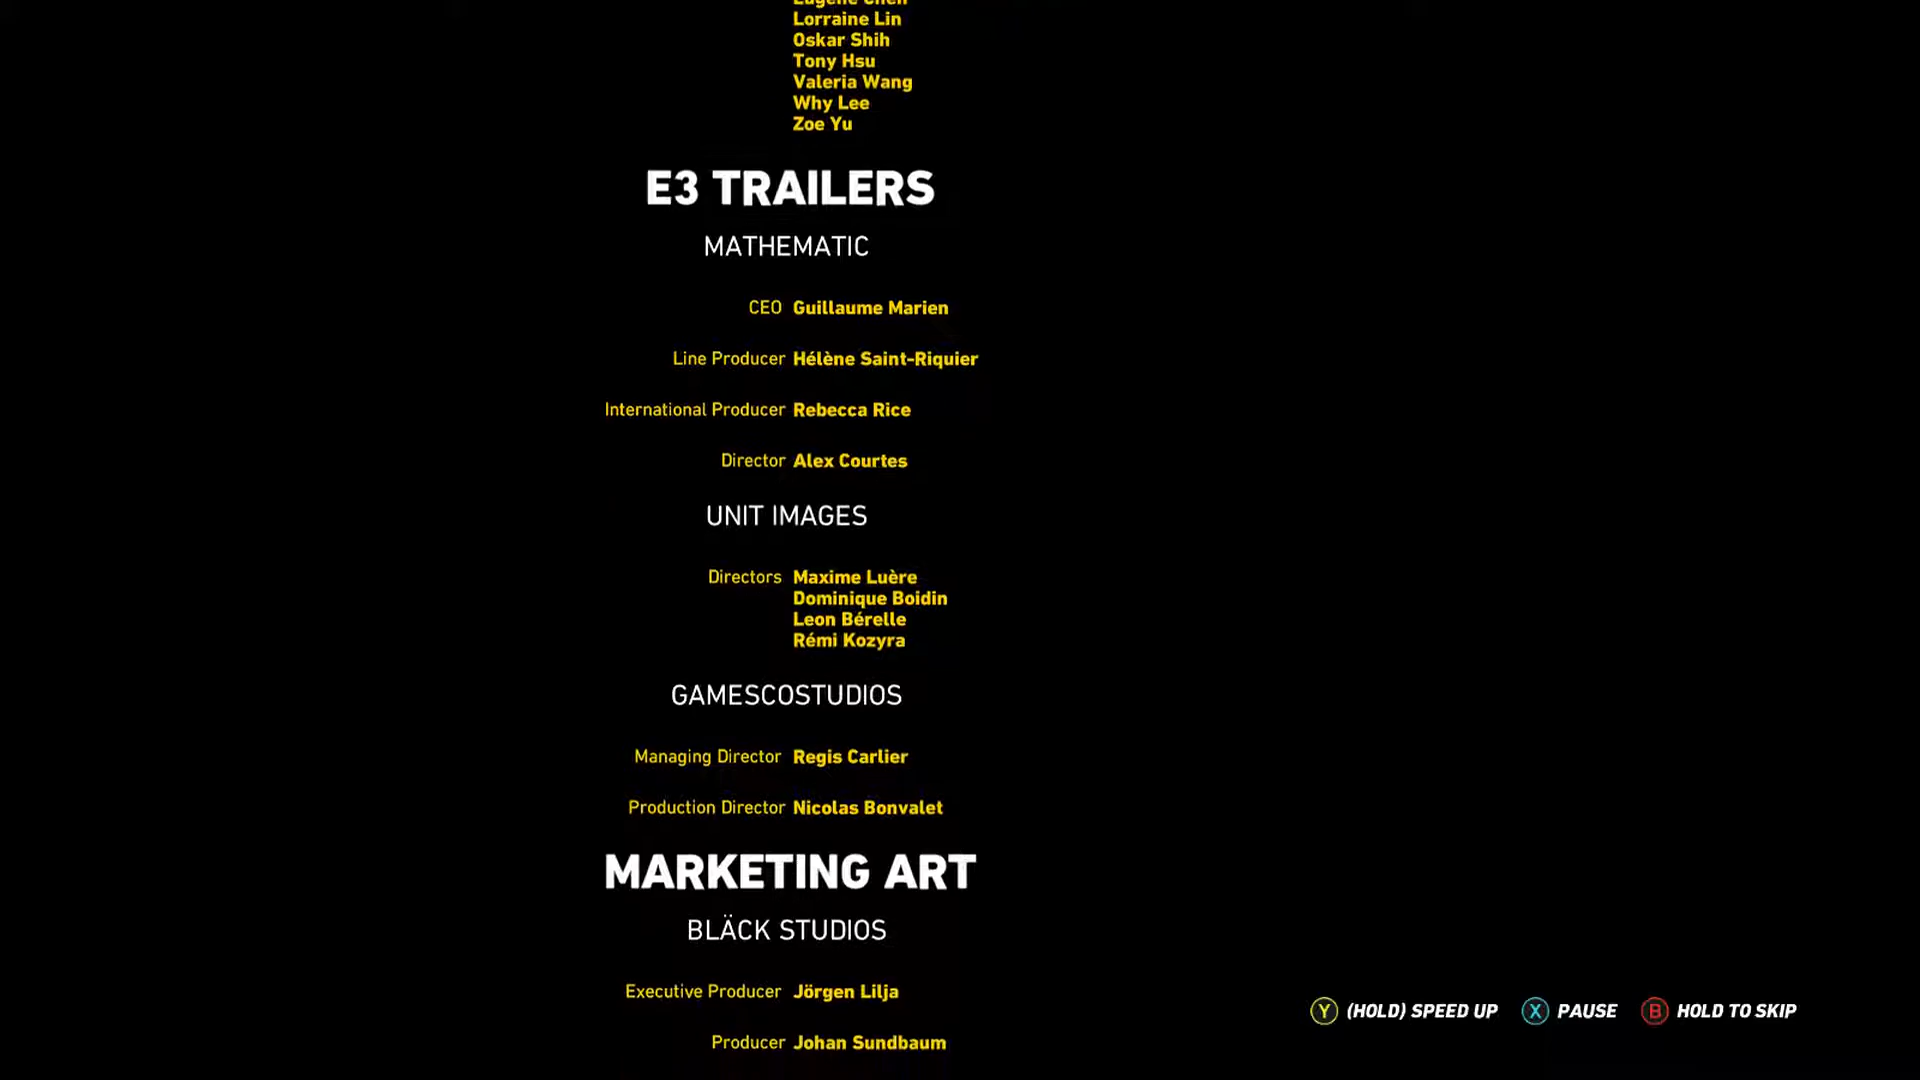 Eugene Chen
Lorraine Lin
Oskar Shih
Tony Hsu
Valeria Wang
Why Lee
Zoe Yu
E3 TRAILERS
MATHEMATIC
CEO Guillaume Marien
Line Producer Hélène Saint-Riquier
International Producer Rebecca Rice
Director Alex Courtes
UNIT IMAGES
Directors Maxime Luère
Dominique Boidin
Leon Bérelle
Rémi Kozyra
GAMESCOSTUDIOS
Managing Director Regis Carlier
Production Director Nicolas Bonvalet
MARKETING ART
BLÄCK STUDIOS
Executive Producer Jörgen Lilja
Producer Johan Sundbaum
Y (HOLD) SPEED UP X PAUSE B HOLD TO SKIP